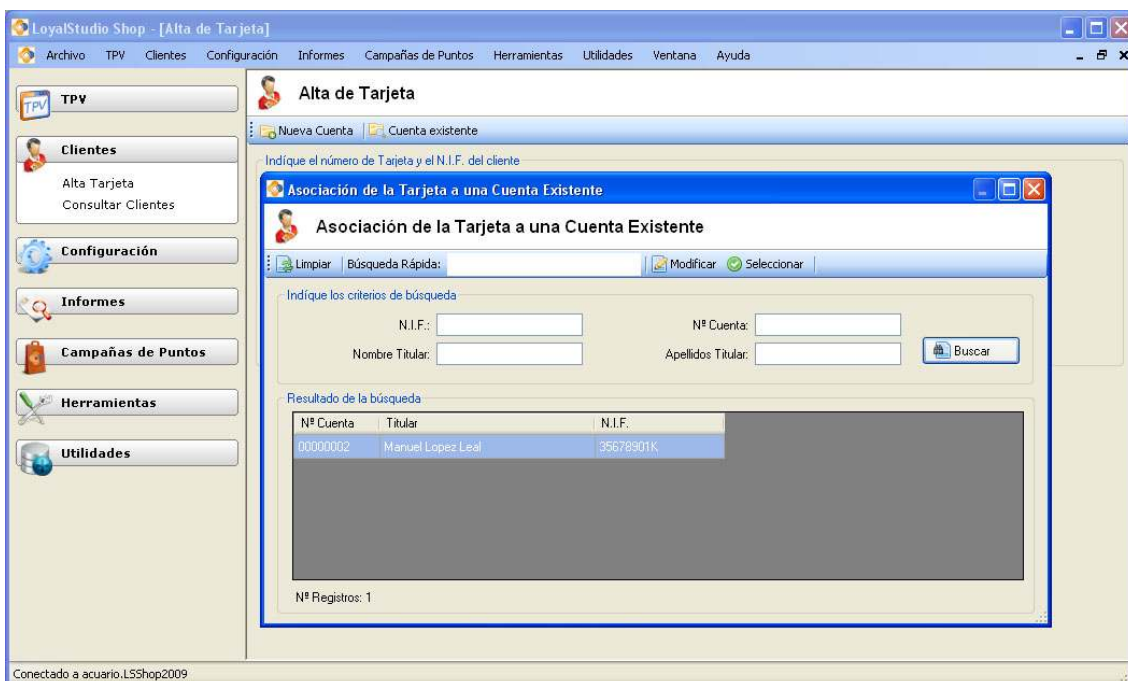 LoyalStudio Shop - [Alta de Tarjeta]
Archivo TPV Clientes Configuración Informes Campañas de Puntos Herramientas Utilidades Ventana Ayuda
TPV
TPV
Clientes
Alta Tarjeta
Consultar Clientes
Configuración
Informes
Campañas de Puntos
Herramientas
Utilidades
Alta de Tarjeta
Nueva Cuenta Cuenta existente
Indíque el número de Tarjeta y el N.I.F. del cliente
Asociación de la Tarjeta a una Cuenta Existente
Asociación de la Tarjeta a una Cuenta Existente
Limpiar Búsqueda Rápida: Modificar Seleccionar
Indíque los criterios de búsqueda
N.I.F.: Nº Cuenta:
Nombre Titular: Apellidos Titular: Buscar
Resultado de la búsqueda
Nº Cuenta Titular N.I.F.
00000002 Manuel Lopez Leal 35678901K
Nº Registros: 1
Conectado a acuario.LSShop2009